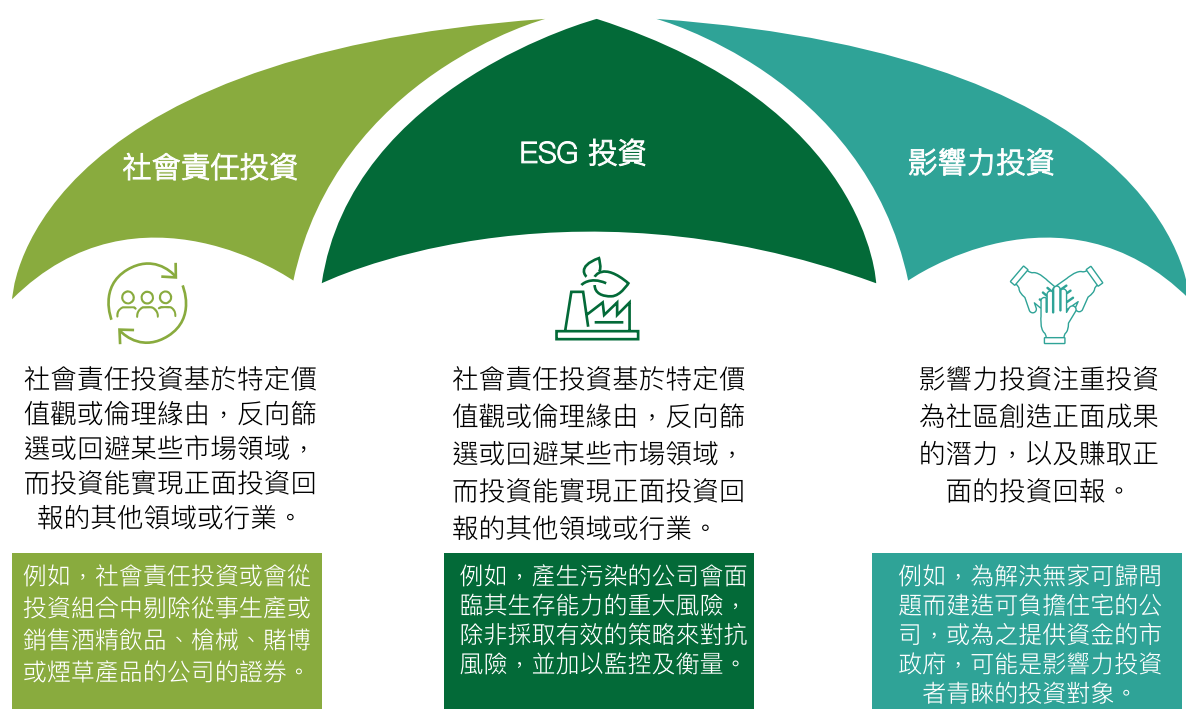 社會責任投資
ESG 投資
影響力投資
社會責任投資基於特定價
值觀或倫理緣由，反向篩
選或回避某些市場領域，
而投資能實現正面投資回
報的其他領域或行業。
社會責任投資基於特定價
值觀或倫理緣由，反向篩
選或回避某些市場領域，
而投資能實現正面投資回
報的其他領域或行業。
影響力投資注重投資
為社區創造正面成果
的潛力，以及賺取正
面的投資回報。
例如，社會責任投資或會從
投資組合中剔除從事生產或
銷售酒精飲品、槍械、賭博
或煙草產品的公司的證券。
例如，產生污染的公司會面
臨其生存能力的重大風險，
除非採取有效的策略來對抗
風險，並加以監控及衡量。
例如，為解決無家可歸問
題而建造可負擔住宅的公
司，或為之提供資金的市
政府，可能是影響力投資
者青睞的投資對象。